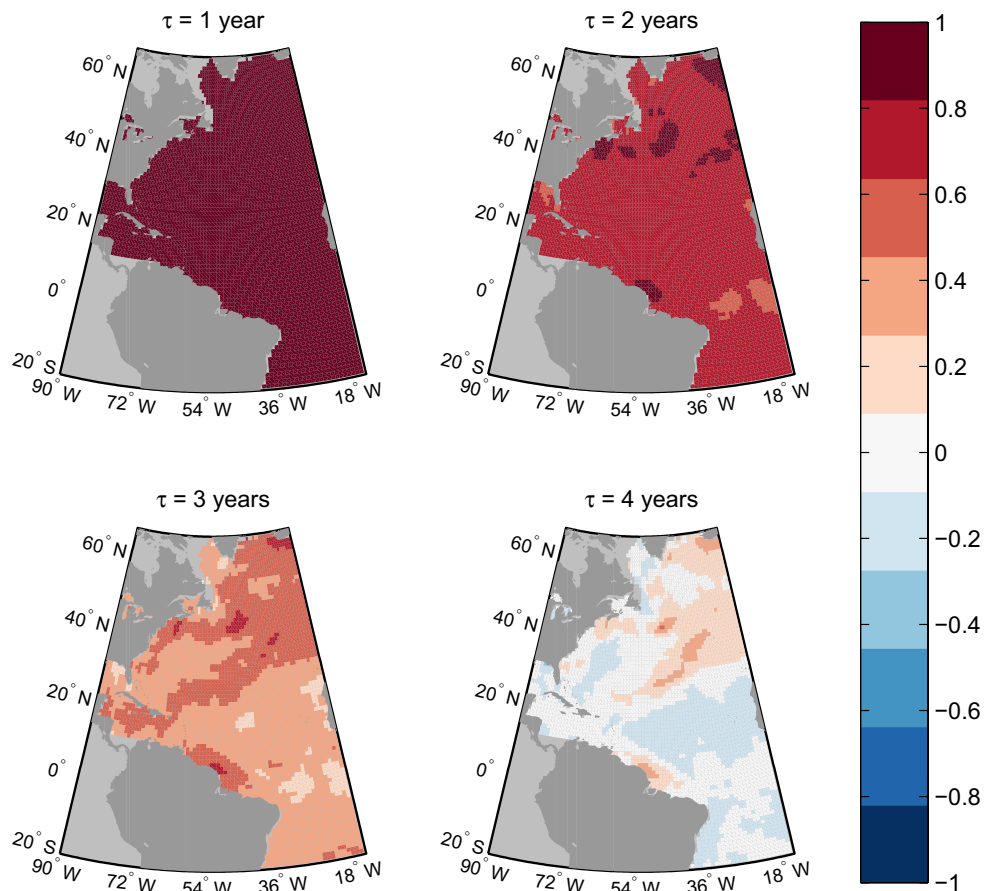 τ = 1 year
60° N
40° N
20° N
0°
20° S
90° W
72° W
54° W
36° W
18° W
τ = 2 years
60° N
40° N
20° N
0°
20° S
90° W
72° W
54° W
36° W
18° W
τ = 3 years
60° N
40° N
20° N
0°
20° S
90° W
72° W
54° W
36° W
18° W
τ = 4 years
60° N
40° N
20° N
0°
20° S
90° W
72° W
54° W
36° W
18° W
1
0.8
0.6
0.4
0.2
0
−0.2
−0.4
−0.6
−0.8
−1